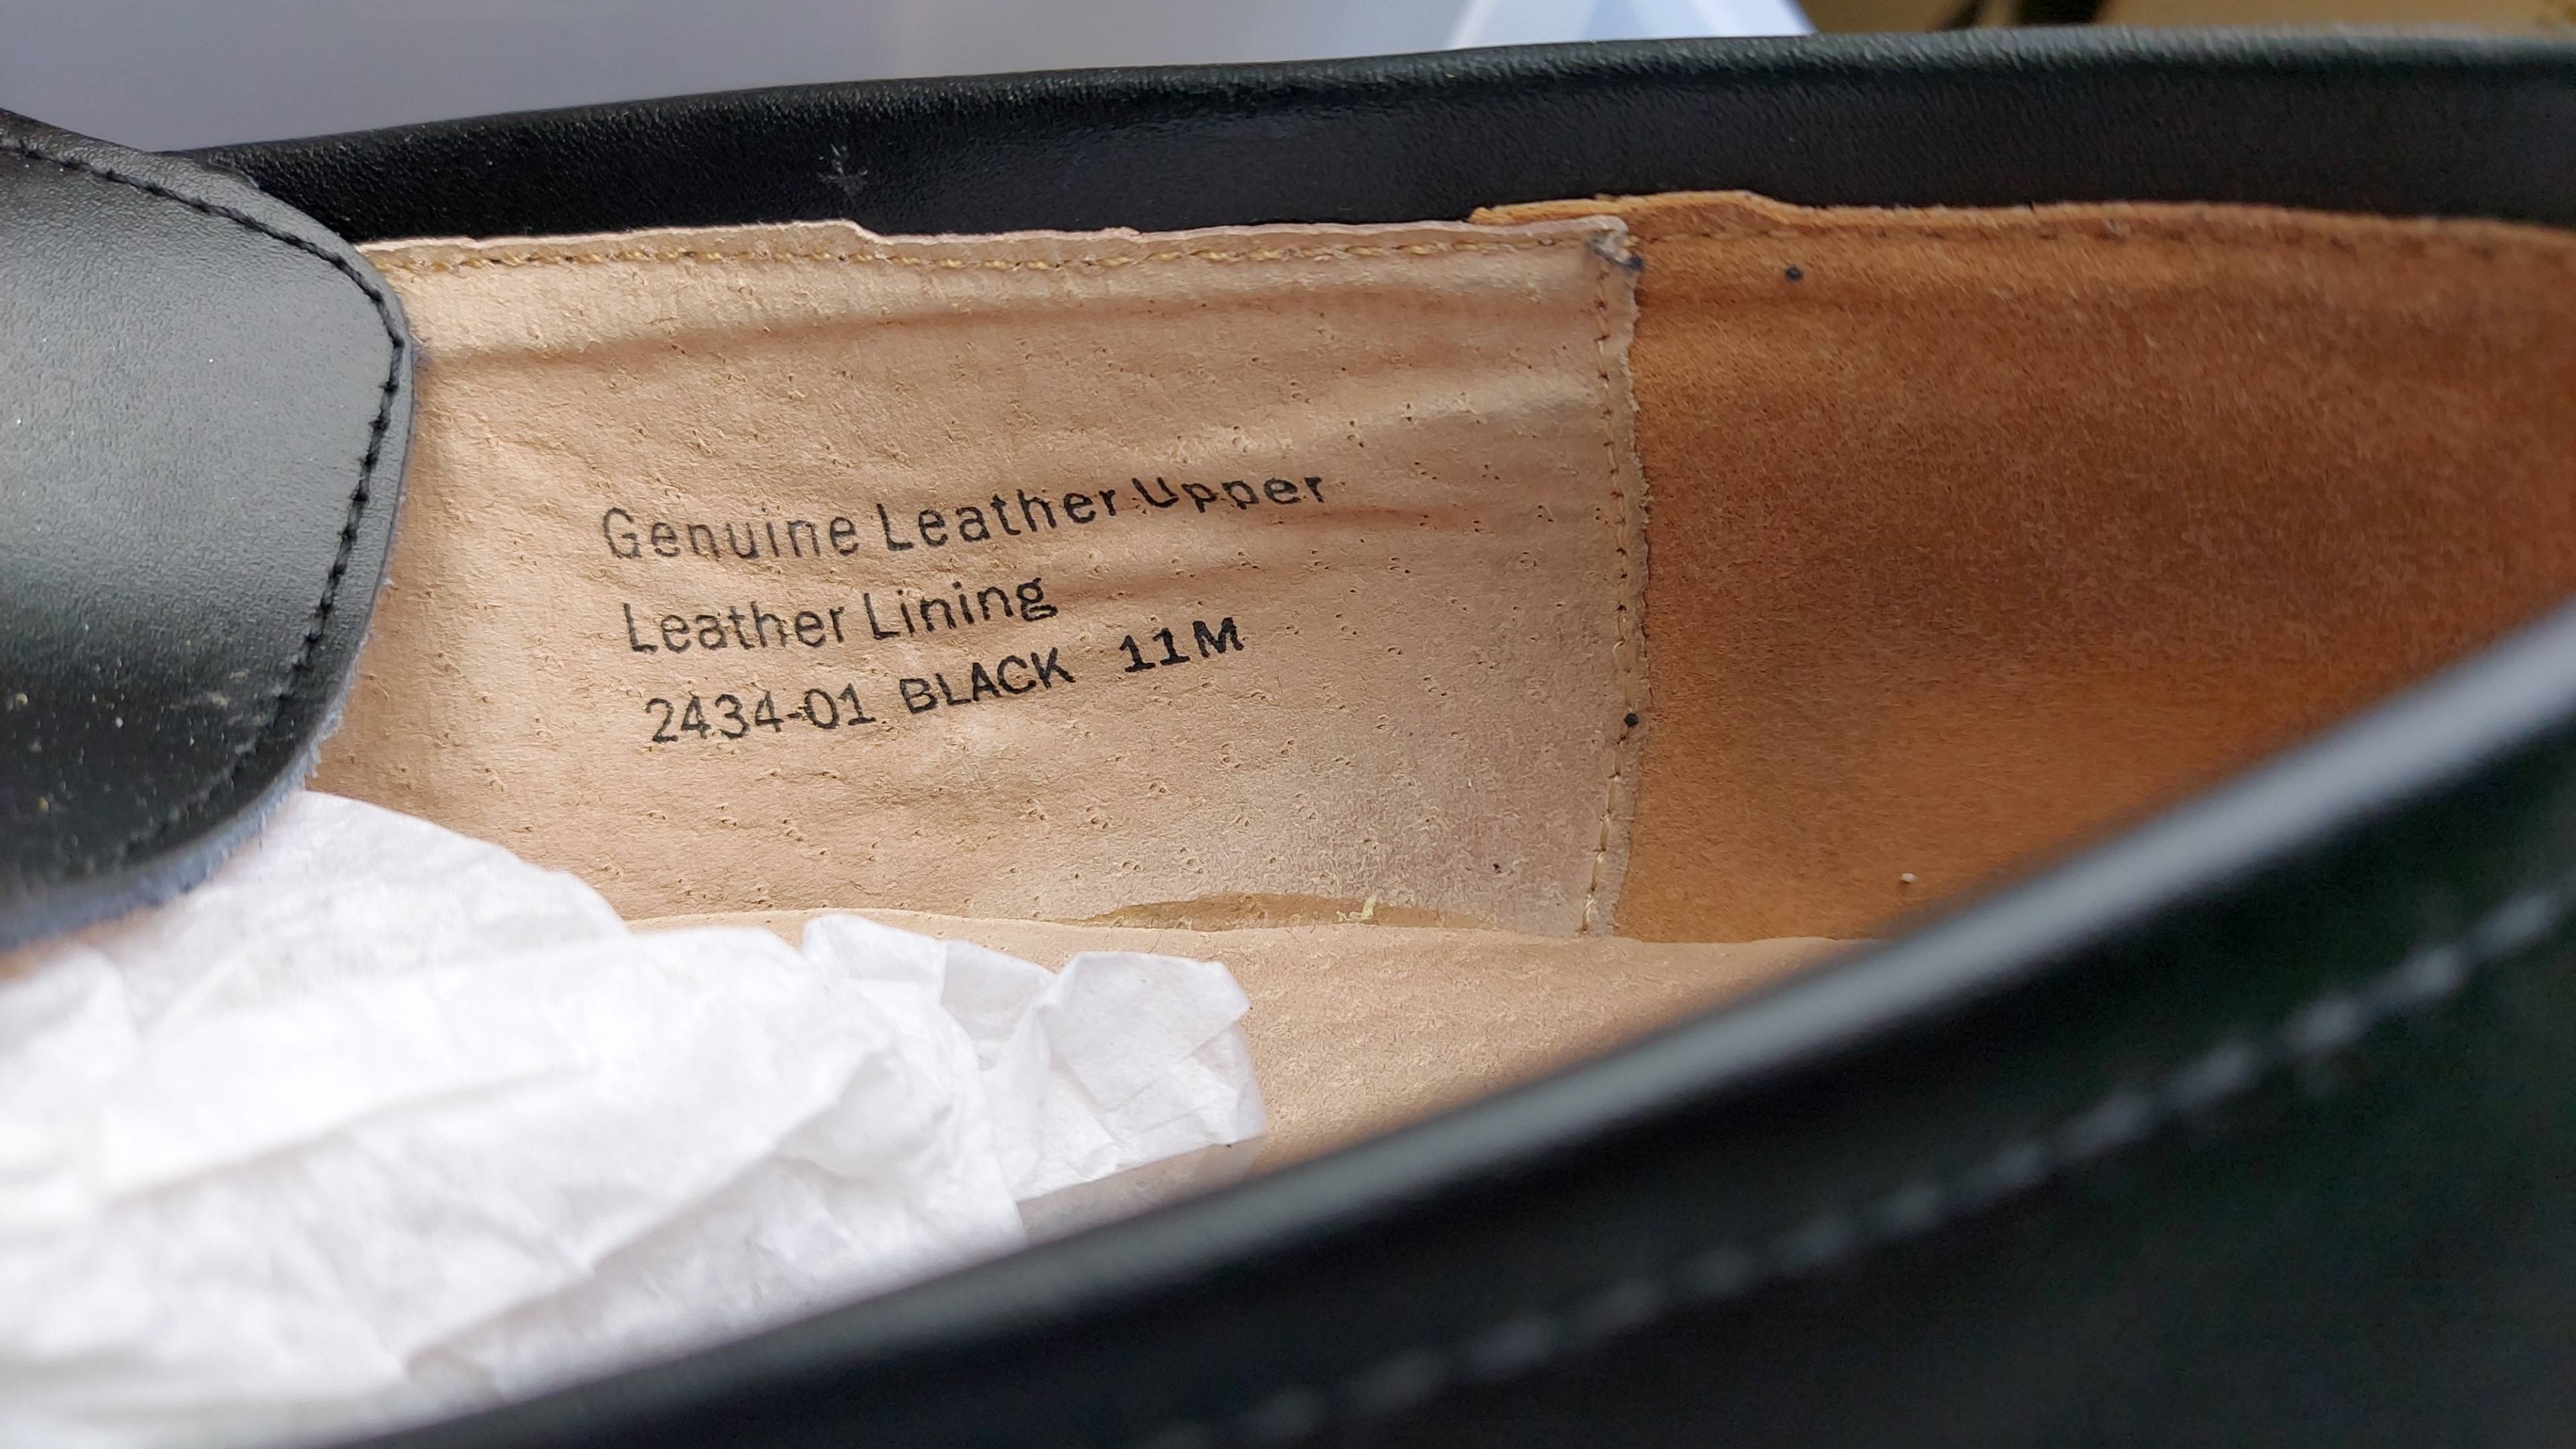 Genuine Leather Upper
Leather Lining
2434-01 BLACK 11M